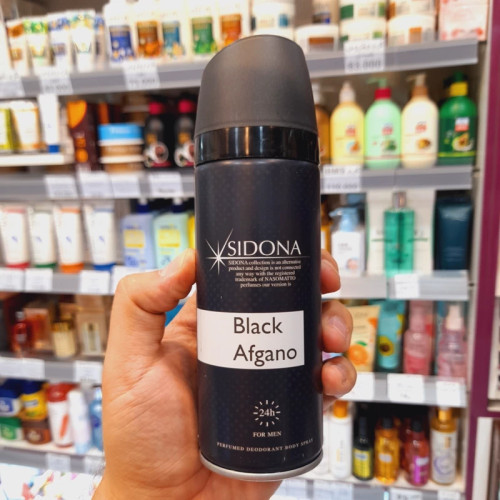 SIDONA
SIDONA collection is an alternative
product and design is not connected
any way with the registered
trademark of NASOMATTO
perfumes our version is
Black
Afgano
24h
FOR MEN
PERFUMED DEODORANT BODY SPRAY